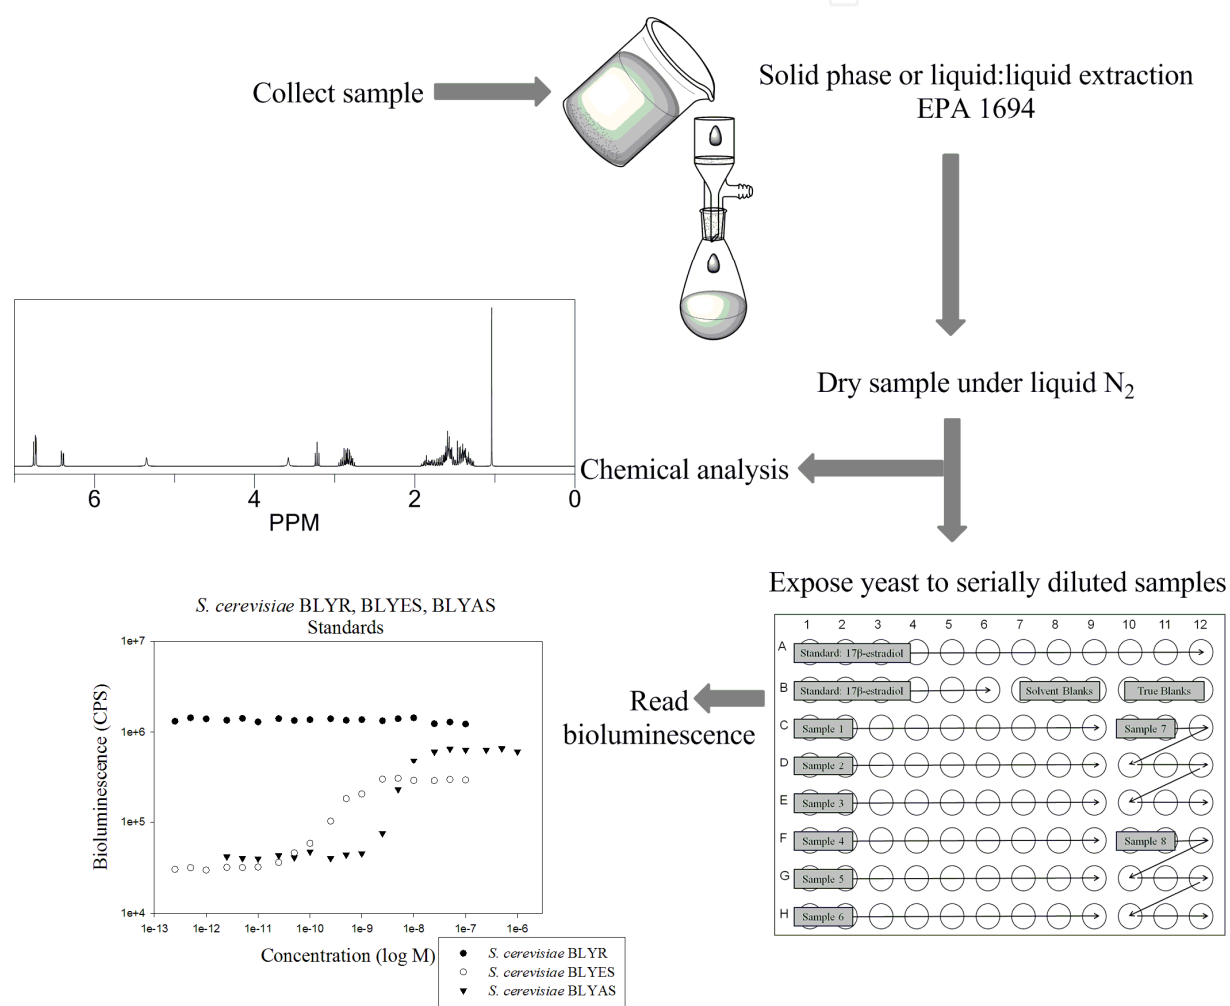 Collect sample
Solid phase or liquid:liquid extraction
EPA 1694
Dry sample under liquid N₂
Chemical analysis
6 4 2 0
PPM
Expose yeast to serially diluted samples
1 2 3 4 5 6 7 8 9 10 11 12
A Standard: 17β-estradiol
B Standard: 17β-estradiol Solvent Blanks True Blanks
C Sample 1 Sample 7
D Sample 2
E Sample 3
F Sample 4 Sample 8
G Sample 5
H Sample 6
Read
bioluminescence
S. cerevisiae BLYR, BLYES, BLYAS
Standards
Bioluminescence (CPS)
1e+7
1e+6
1e+5
1e+4
1e-13 1e-12 1e-11 1e-10 1e-9 1e-8 1e-7 1e-6
Concentration (log M)
S. cerevisiae BLYR
S. cerevisiae BLYES
S. cerevisiae BLYAS